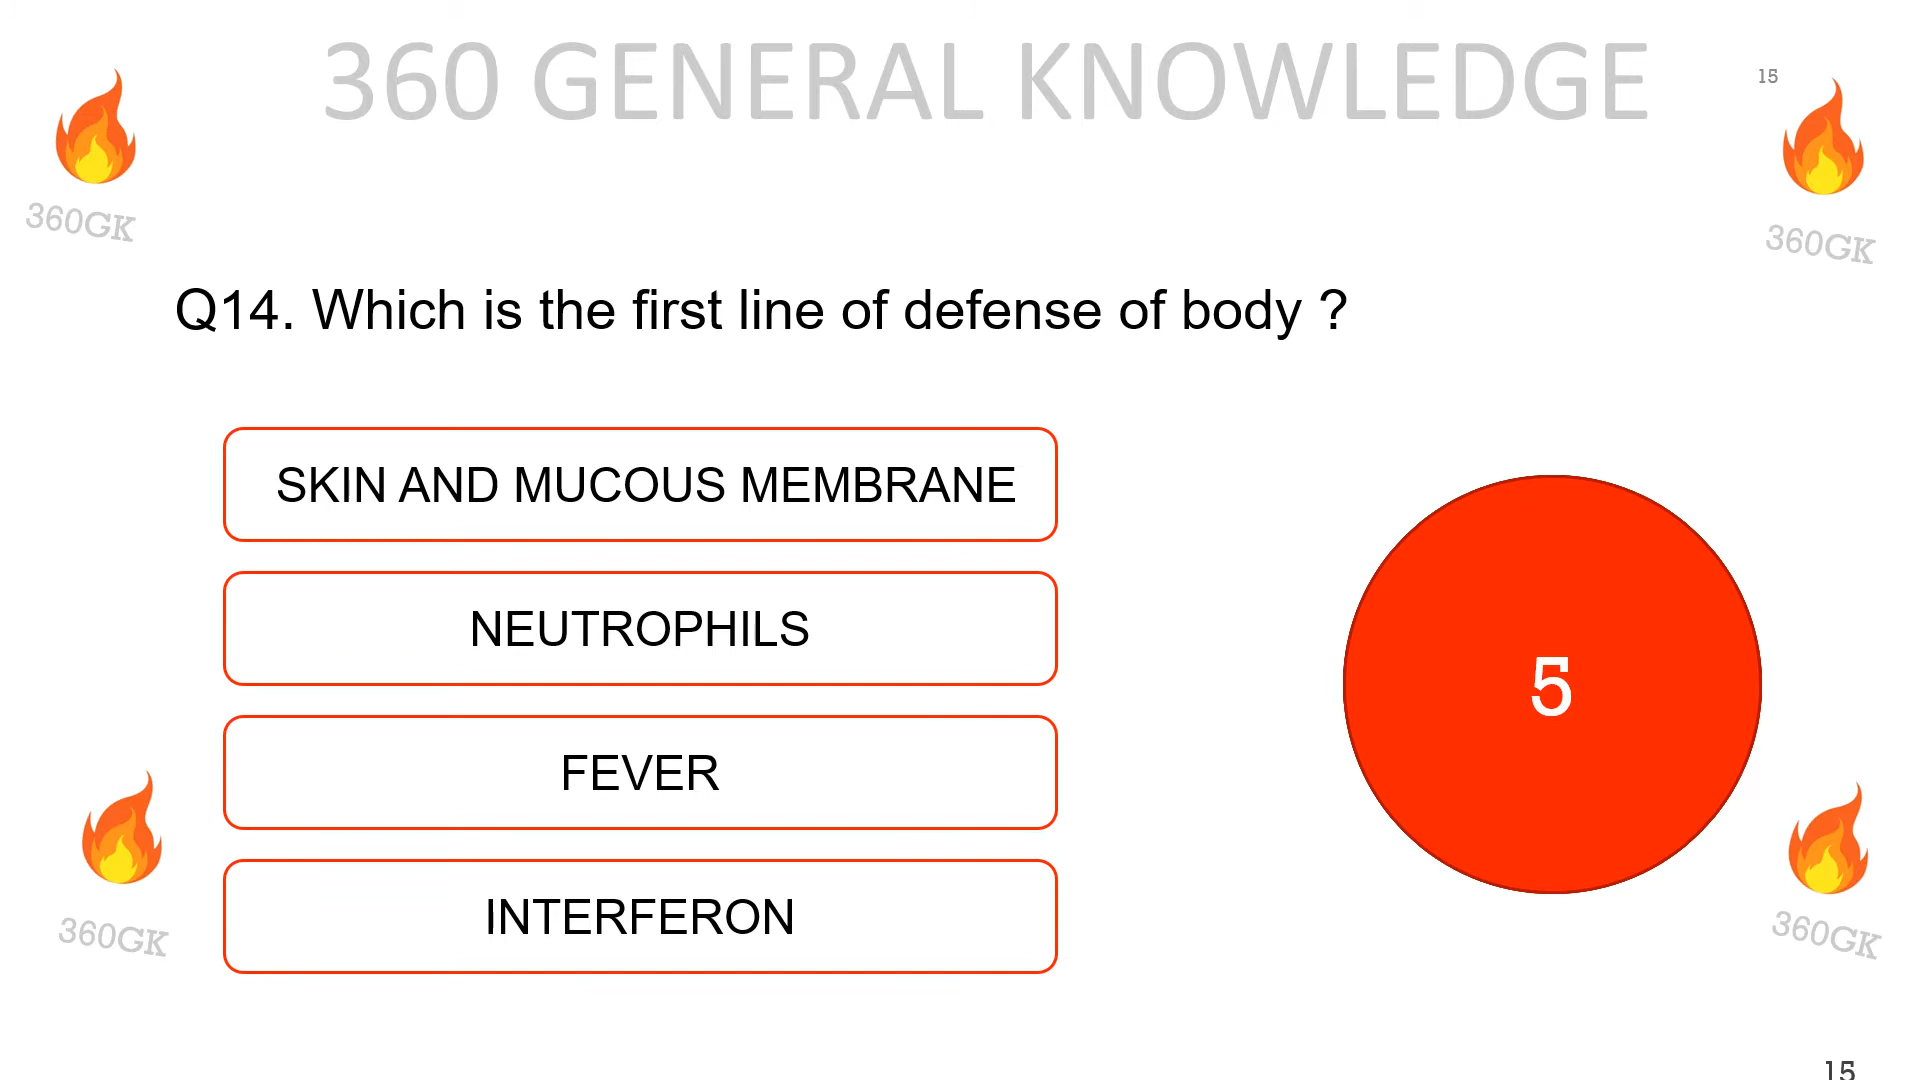 360 GENERAL KNOWLEDGE
15
360GK
360GK
Q14. Which is the first line of defense of body ?
SKIN AND MUCOUS MEMBRANE
NEUTROPHILS
5
FEVER
INTERFERON
360GK
360GK
15